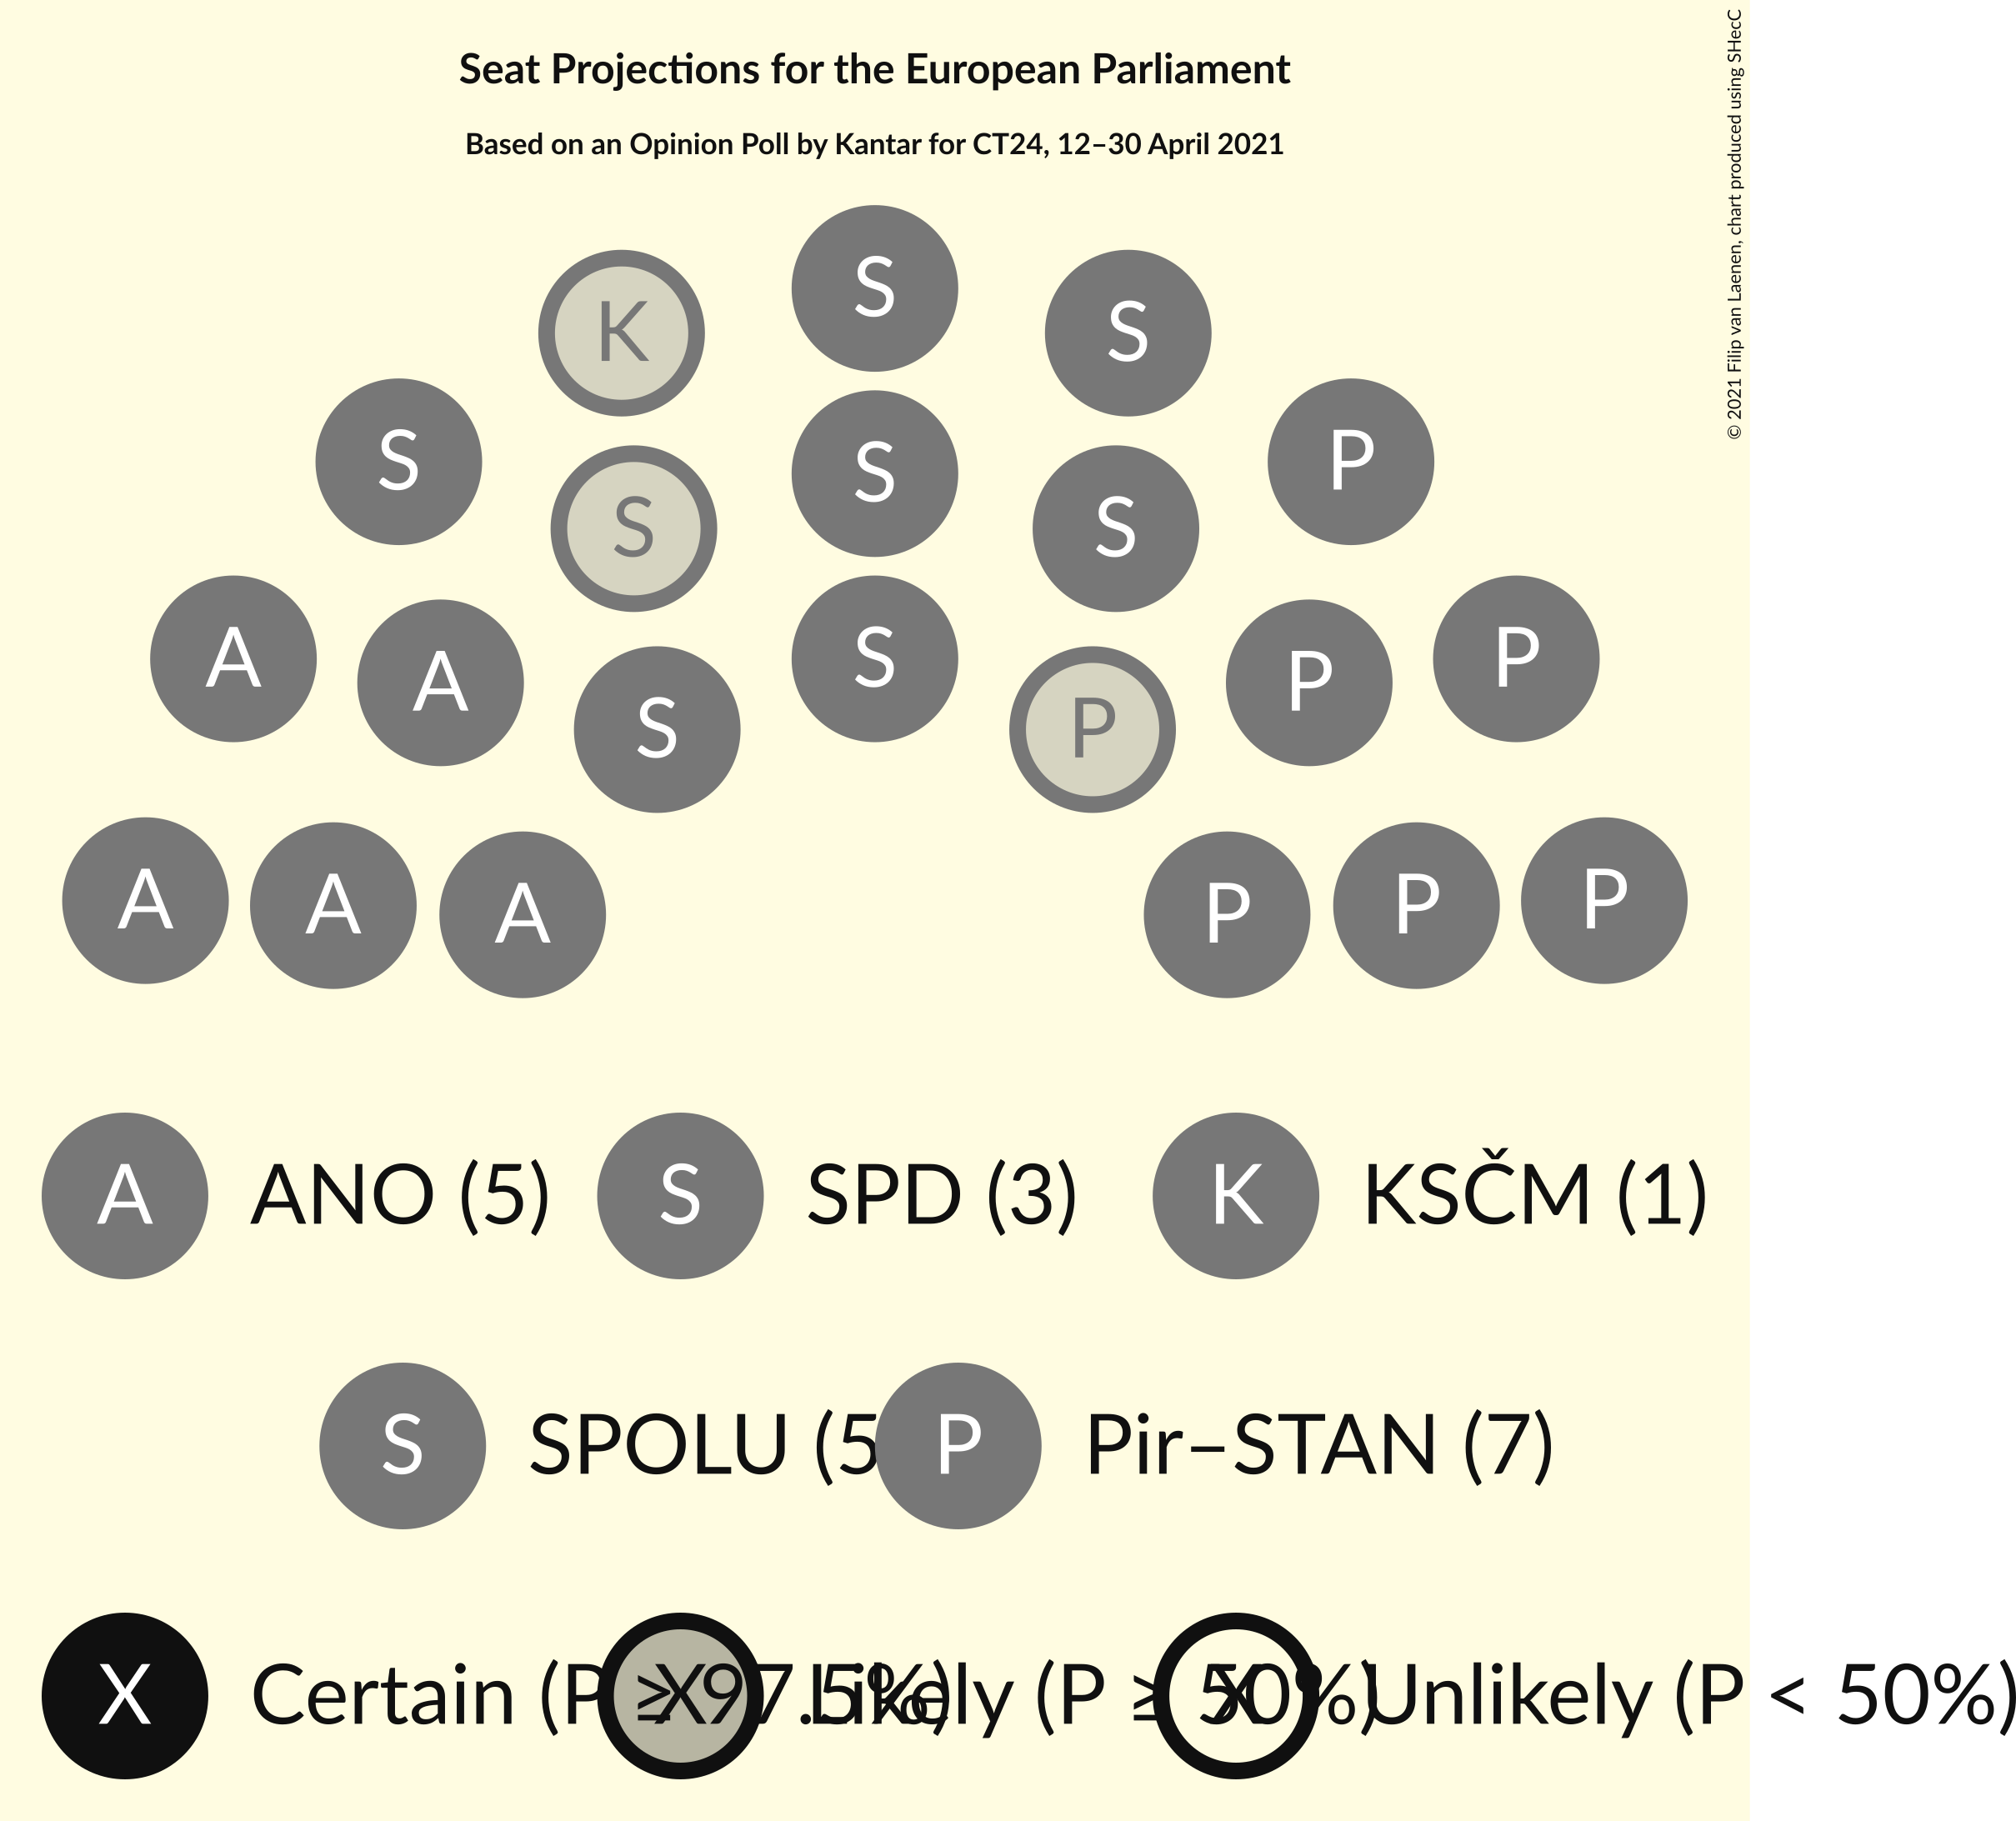 Seat Projections for the European Parliament
Based on an Opinion Poll by Kantar for CT24, 12–30 April 2021
© 2021 Filip van Laenen, chart produced using SHecC
S
K S
S P
S
S S
A S P
A P
S P
A A A P P P
A ANO (5) S SPD (3) K KSČM (1)
S SPOLU (5 P Pir–STAN (7)
X Certain (P ≥ 97.5%) X Likely (P ≥ 50%) X Unlikely (P < 50%)